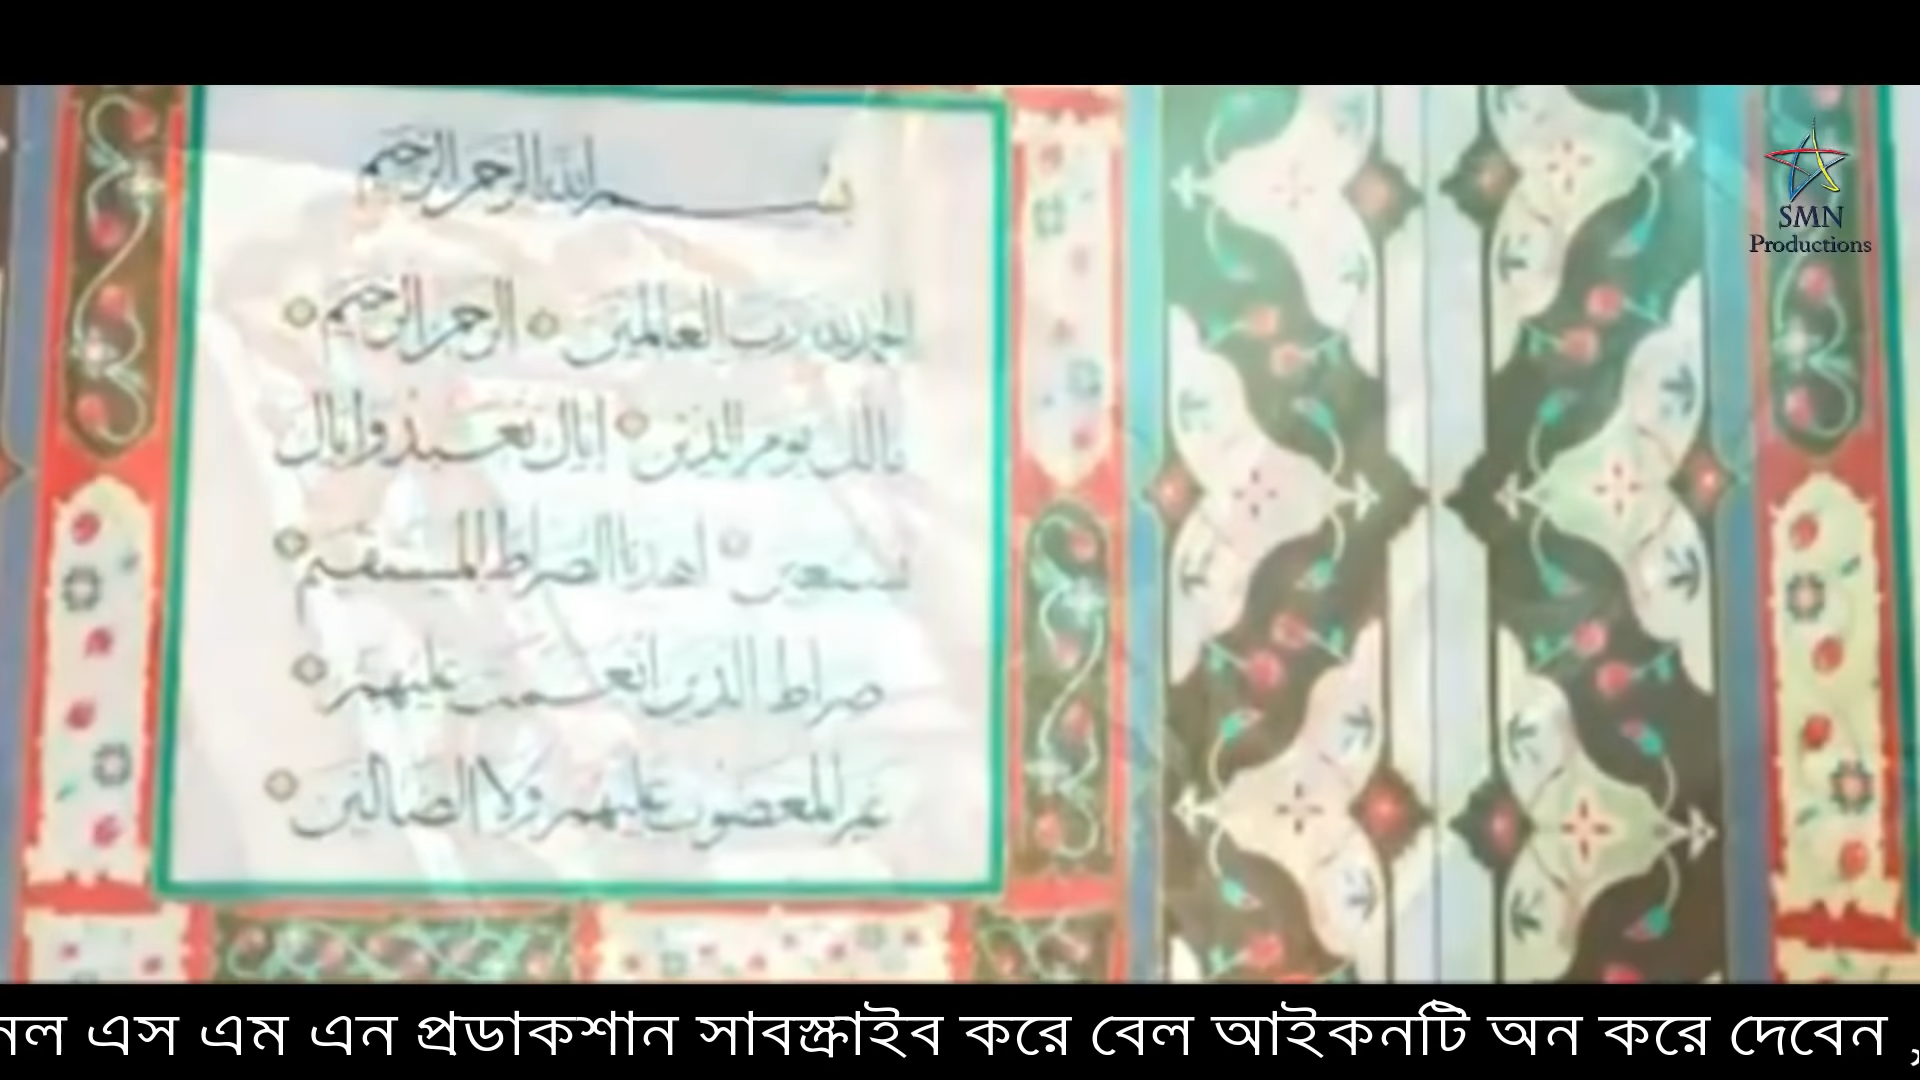 بسم الله الرحمن الرحيم
الحمد لله رب العالمين الرحمن الرحيم
مالك يوم الدين إياك نعبد وإياك
نستعين اهدنا الصراط المستقيم
صراط الذين أنعمت عليهم
غير المغضوب عليهم ولا الضالين
SMN
Productions
এস এম এন প্রডাকশান সাবস্ক্রাইব করে বেল আইকনটি অন করে দেবেন ,